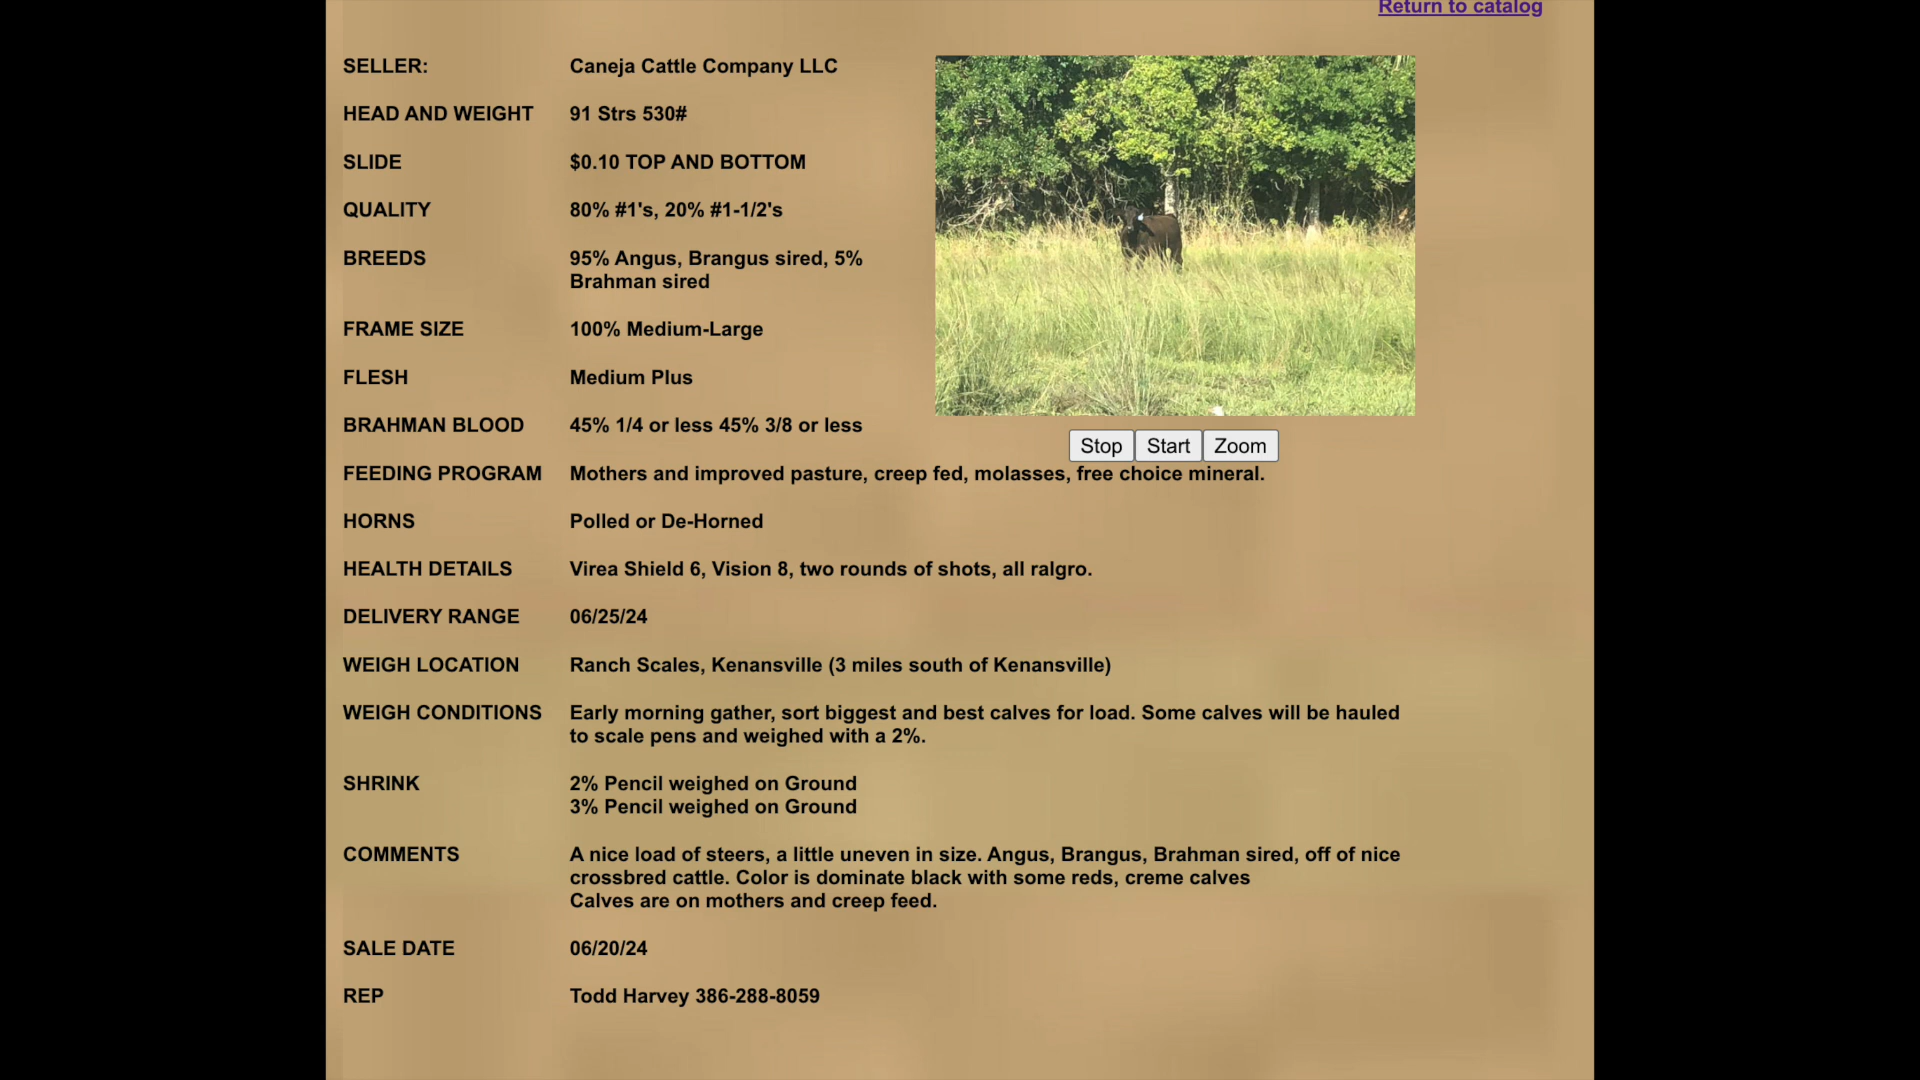 Return to catalog
SELLER: Caneja Cattle Company LLC
HEAD AND WEIGHT 91 Strs 530#
SLIDE $0.10 TOP AND BOTTOM
QUALITY 80% #1's, 20% #1-1/2's
BREEDS 95% Angus, Brangus sired, 5%
Brahman sired
FRAME SIZE 100% Medium-Large
FLESH Medium Plus
BRAHMAN BLOOD 45% 1/4 or less 45% 3/8 or less
Stop Start Zoom
FEEDING PROGRAM Mothers and improved pasture, creep fed, molasses, free choice mineral.
HORNS Polled or De-Horned
HEALTH DETAILS Virea Shield 6, Vision 8, two rounds of shots, all ralgro.
DELIVERY RANGE 06/25/24
WEIGH LOCATION Ranch Scales, Kenansville (3 miles south of Kenansville)
WEIGH CONDITIONS Early morning gather, sort biggest and best calves for load. Some calves will be hauled
to scale pens and weighed with a 2%.
SHRINK 2% Pencil weighed on Ground
3% Pencil weighed on Ground
COMMENTS A nice load of steers, a little uneven in size. Angus, Brangus, Brahman sired, off of nice
crossbred cattle. Color is dominate black with some reds, creme calves
Calves are on mothers and creep feed.
SALE DATE 06/20/24
REP Todd Harvey 386-288-8059